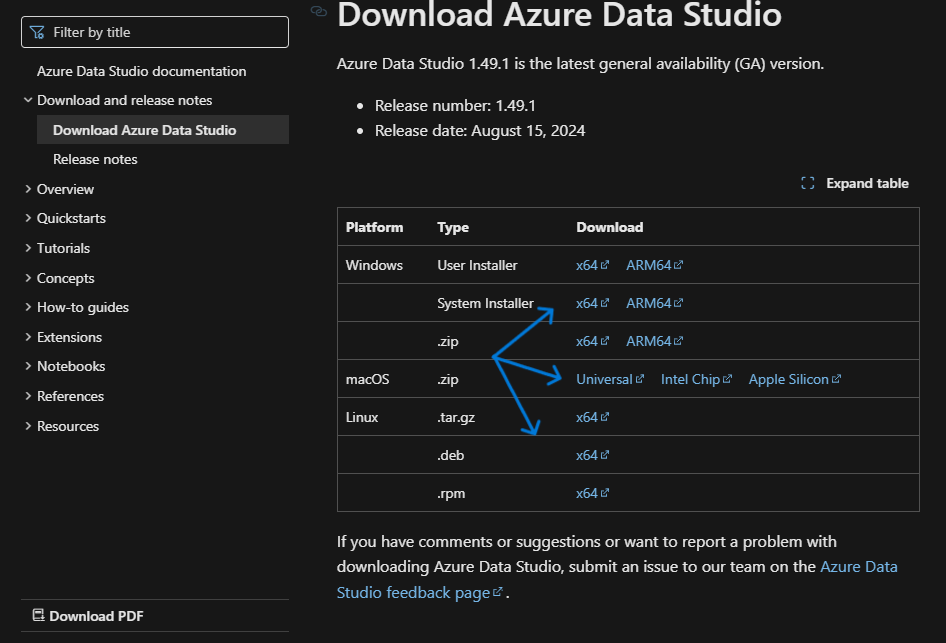 Filter by title
Azure Data Studio documentation
Download and release notes
Download Azure Data Studio
Release notes
Overview
Quickstarts
Tutorials
Concepts
How-to guides
Extensions
Notebooks
References
Resources
Download PDF
Download Azure Data Studio
Azure Data Studio 1.49.1 is the latest general availability (GA) version.
• Release number: 1.49.1
• Release date: August 15, 2024
Expand table
Platform Type Download
Windows User Installer x64 ARM64
System Installer x64 ARM64
.zip x64 ARM64
macOS .zip Universal Intel Chip Apple Silicon
Linux .tar.gz x64
.deb x64
.rpm x64
If you have comments or suggestions or want to report a problem with
downloading Azure Data Studio, submit an issue to our team on the Azure Data
Studio feedback page .